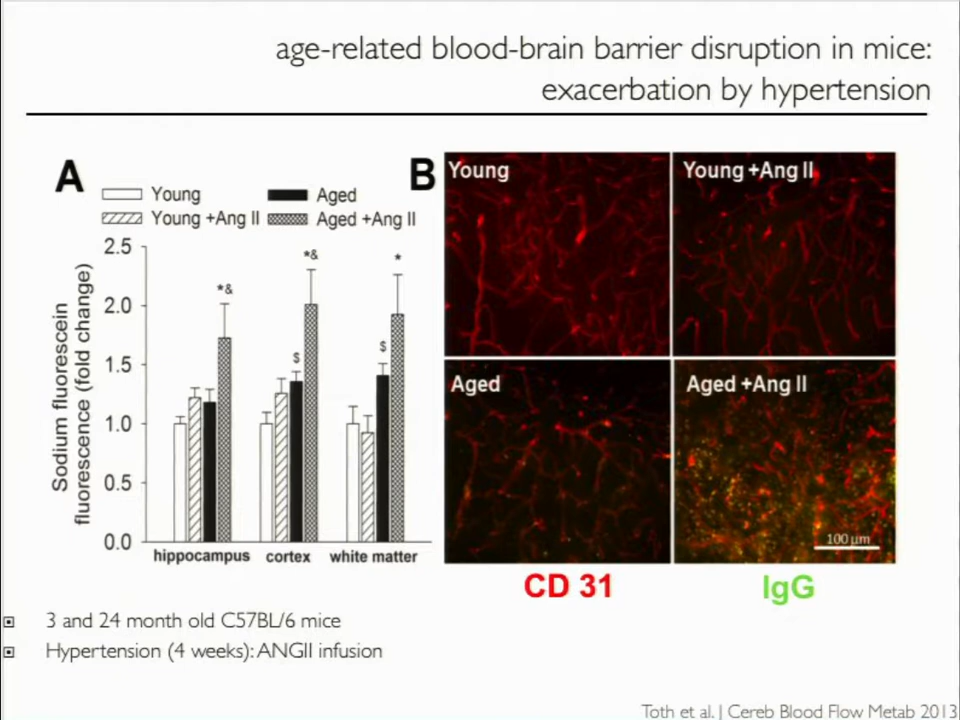 age-related blood-brain barrier disruption in mice:
exacerbation by hypertension
A
Young
Aged
Young +Ang II
Aged +Ang II
Sodium fluorescein
fluorescence (fold change)
2.5
2.0
1.5
1.0
0.5
0.0
*&
*&
*
$
$
hippocampus
cortex
white matter
B
Young
Young +Ang II
Aged
Aged +Ang II
100 µm
CD 31
IgG
3 and 24 month old C57BL/6 mice
Hypertension (4 weeks): ANGII infusion
Toth et al. | Cereb Blood Flow Metab 2013